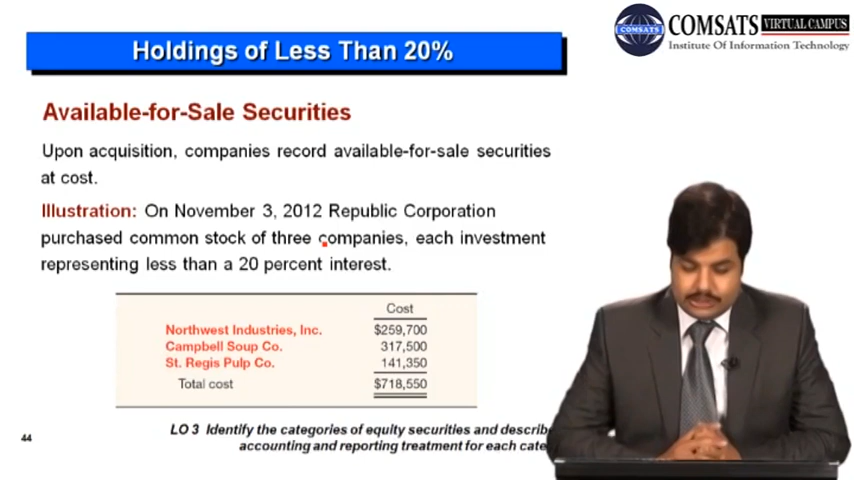 Holdings of Less Than 20%
COMSATS
COMSATS VIRTUAL CAMPUS
Institute Of Information Technology
Available-for-Sale Securities
Upon acquisition, companies record available-for-sale securities
at cost.
Illustration: On November 3, 2012 Republic Corporation
purchased common stock of three companies, each investment
representing less than a 20 percent interest.
Cost
Northwest Industries, Inc. $259,700
Campbell Soup Co. 317,500
St. Regis Pulp Co. 141,350
Total cost $718,550
44
LO 3 Identify the categories of equity securities and describ
accounting and reporting treatment for each cate